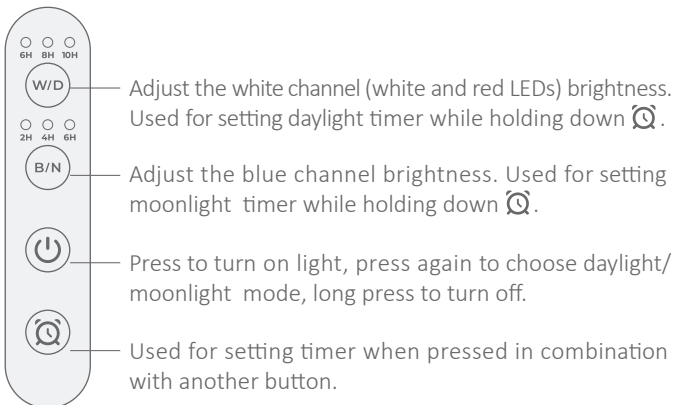 6H 8H 10H
W/D
Adjust the white channel (white and red LEDs) brightness.
Used for setting daylight timer while holding down .
2H 4H 6H
B/N
Adjust the blue channel brightness. Used for setting
moonlight timer while holding down .
Press to turn on light, press again to choose daylight/
moonlight mode, long press to turn off.
Used for setting timer when pressed in combination
with another button.